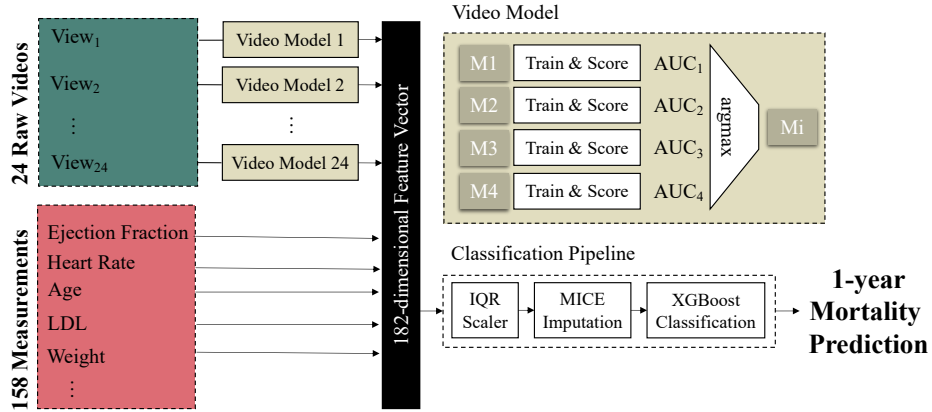 24 Raw Videos
View1
View2
⋮
View24
Video Model 1
Video Model 2
⋮
Video Model 24
158 Measurements
Ejection Fraction
Heart Rate
Age
LDL
Weight
⋮
182-dimensional Feature Vector
Video Model
M1 Train & Score AUC1
M2 Train & Score AUC2
M3 Train & Score AUC3
M4 Train & Score AUC4
argmax
Mi
Classification Pipeline
IQR
Scaler
MICE
Imputation
XGBoost
Classification
1-year
Mortality
Prediction